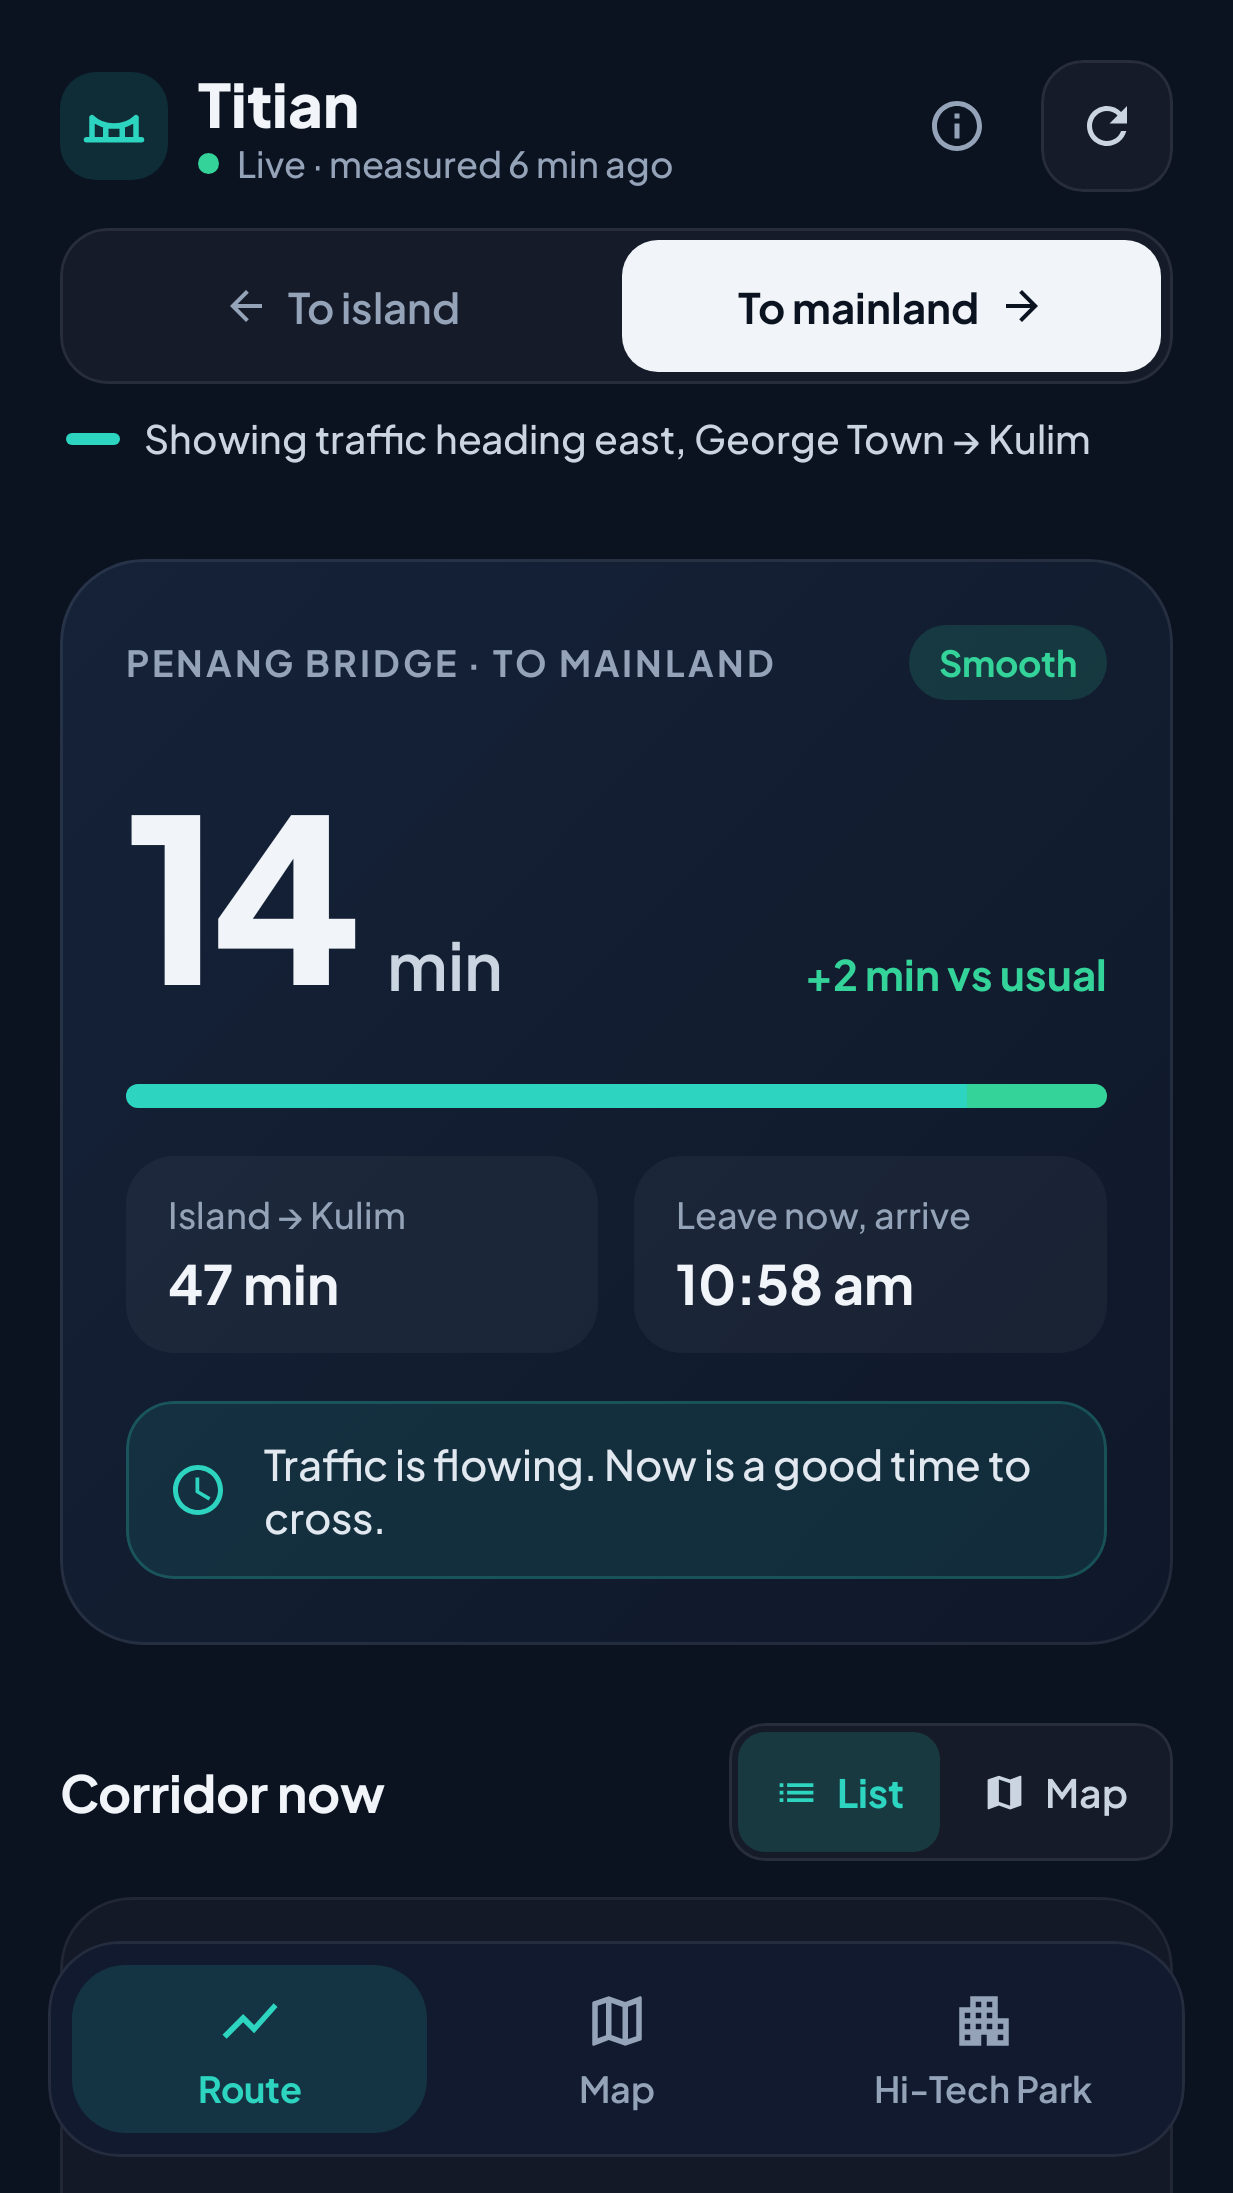 Titian
Live · measured 6 min ago
← To island
To mainland →
Showing traffic heading east, George Town → Kulim
PENANG BRIDGE · TO MAINLAND
Smooth
14 min
+2 min vs usual
Island → Kulim
47 min
Leave now, arrive
10:58 am
Traffic is flowing. Now is a good time to
cross.
Corridor now
List
Map
Route
Map
Hi-Tech Park